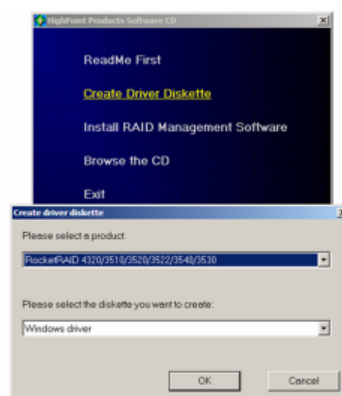 HighPoint Products Software CD
ReadMe First
Create Driver Diskette
Install RAID Management Software
Browse the CD
Exit
Create driver diskette
Please select a product:
RocketRAID 4320/3510/3520/3522/3540/3530
Please select the diskette you want to create:
Windows driver
OK
Cancel